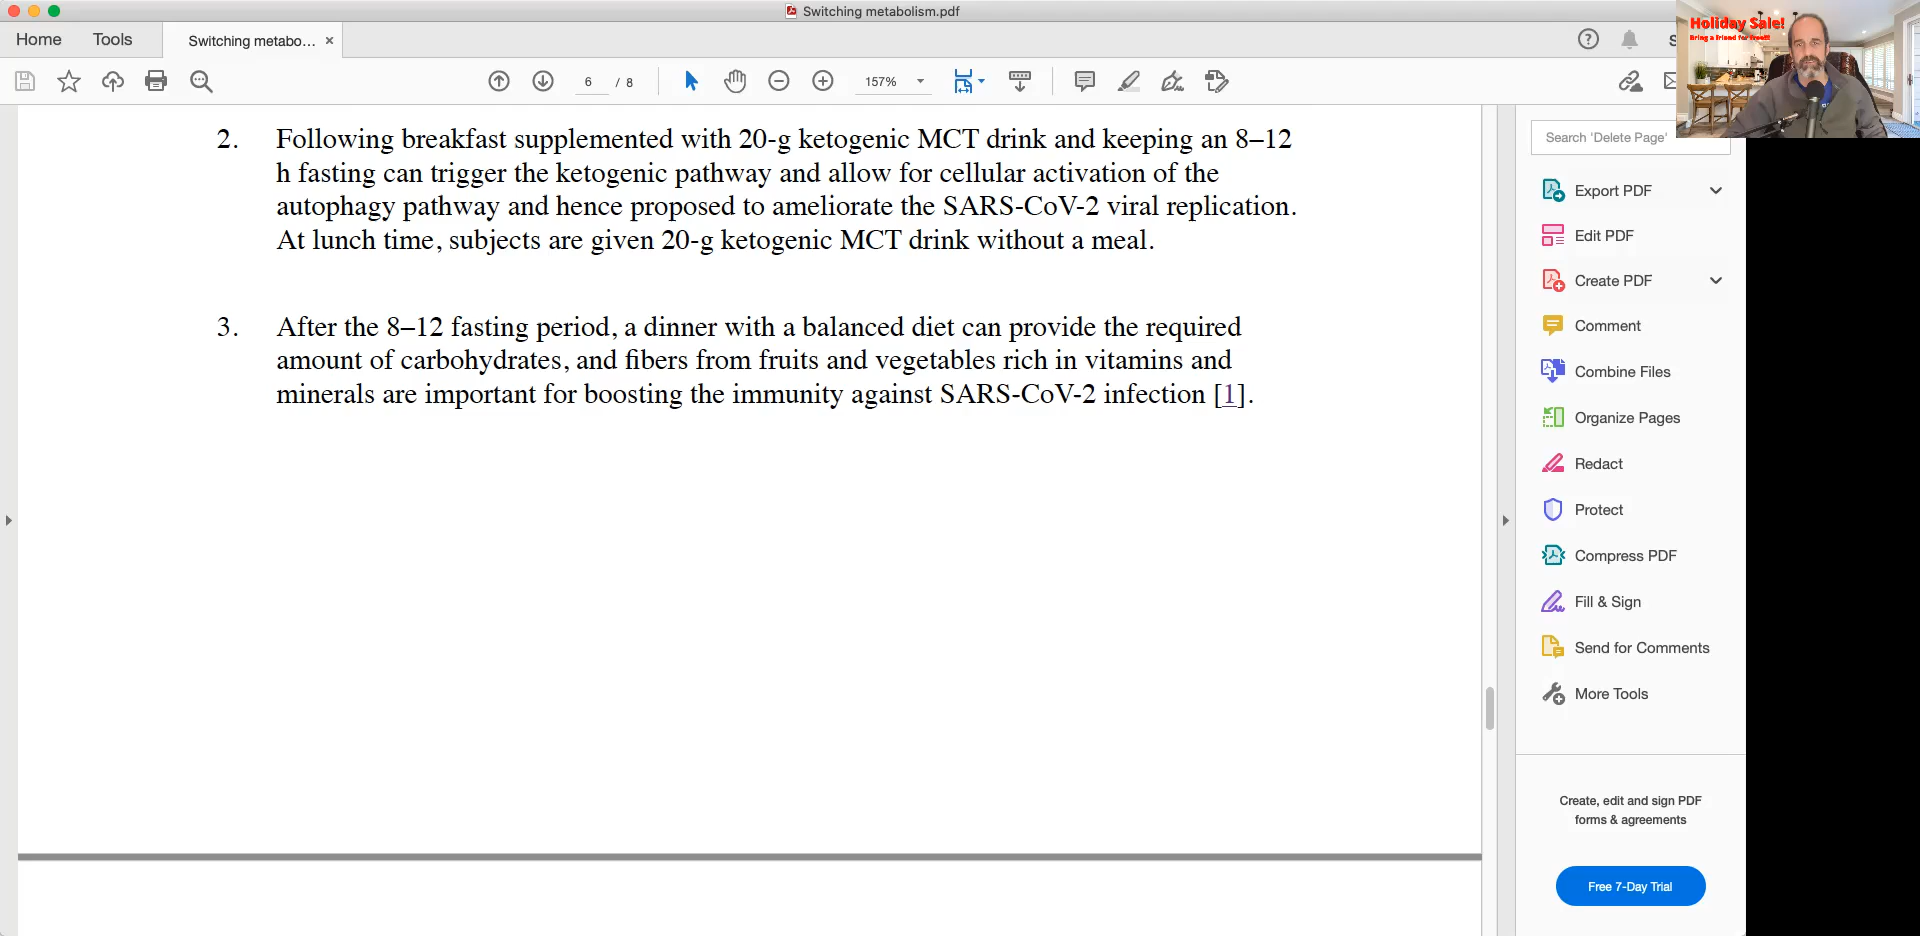 Switching metabolism.pdf
Home
Tools
Switching metabo... ×
6 / 8
157%
Holiday Sale!
Bring a friend for free!!!
2. Following breakfast supplemented with 20-g ketogenic MCT drink and keeping an 8–12
h fasting can trigger the ketogenic pathway and allow for cellular activation of the
autophagy pathway and hence proposed to ameliorate the SARS-CoV-2 viral replication.
At lunch time, subjects are given 20-g ketogenic MCT drink without a meal.
3. After the 8–12 fasting period, a dinner with a balanced diet can provide the required
amount of carbohydrates, and fibers from fruits and vegetables rich in vitamins and
minerals are important for boosting the immunity against SARS-CoV-2 infection [1].
Search 'Delete Page'
Export PDF
Edit PDF
Create PDF
Comment
Combine Files
Organize Pages
Redact
Protect
Compress PDF
Fill & Sign
Send for Comments
More Tools
Create, edit and sign PDF
forms & agreements
Free 7-Day Trial